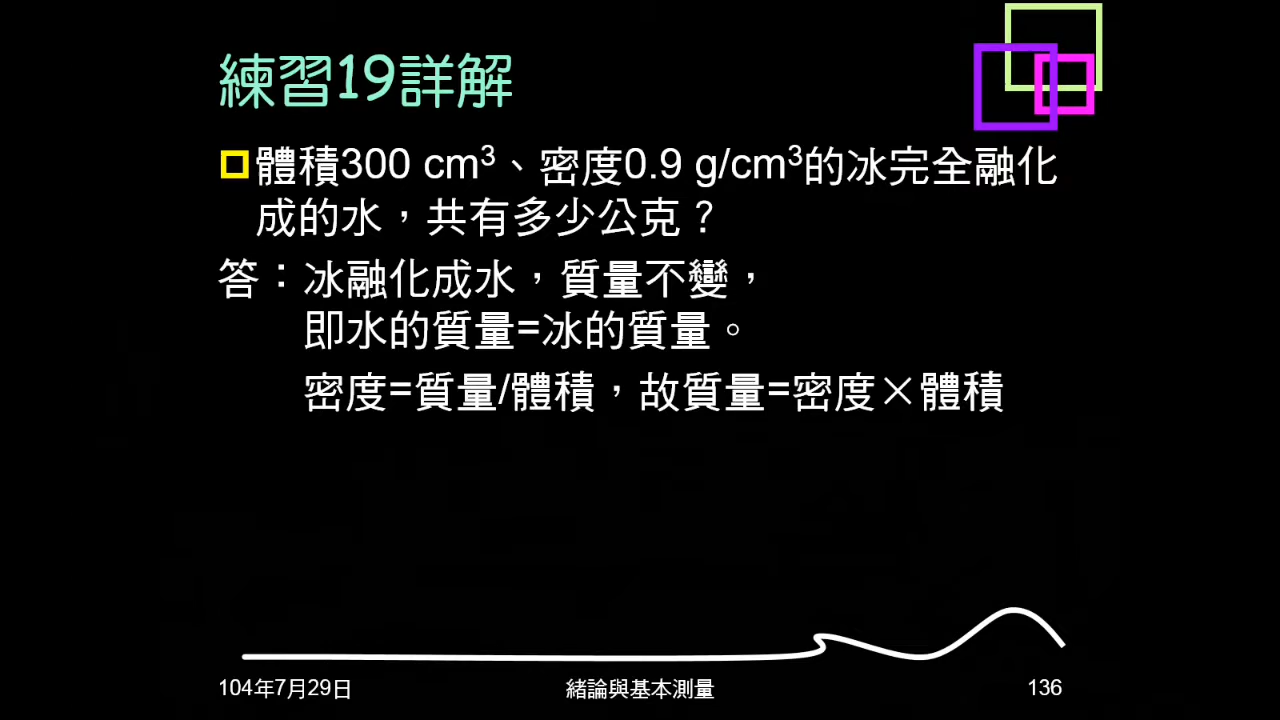 練習19詳解
體積300 cm³、密度0.9 g/cm³的冰完全融化
成的水，共有多少公克？
答：冰融化成水，質量不變，
即水的質量=冰的質量。
密度=質量/體積，故質量=密度×體積
104年7月29日
緒論與基本測量
136